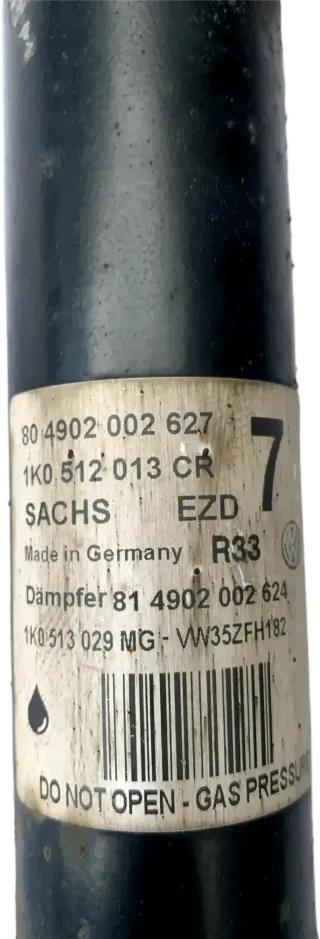 80 4902 002 627
1K0 512 013 CR
7
SACHS EZD
Made in Germany R33
Dämpfer 81 4902 002 624
1K0 513 029 MG - VW35ZFH182
DO NOT OPEN - GAS PRESSURE